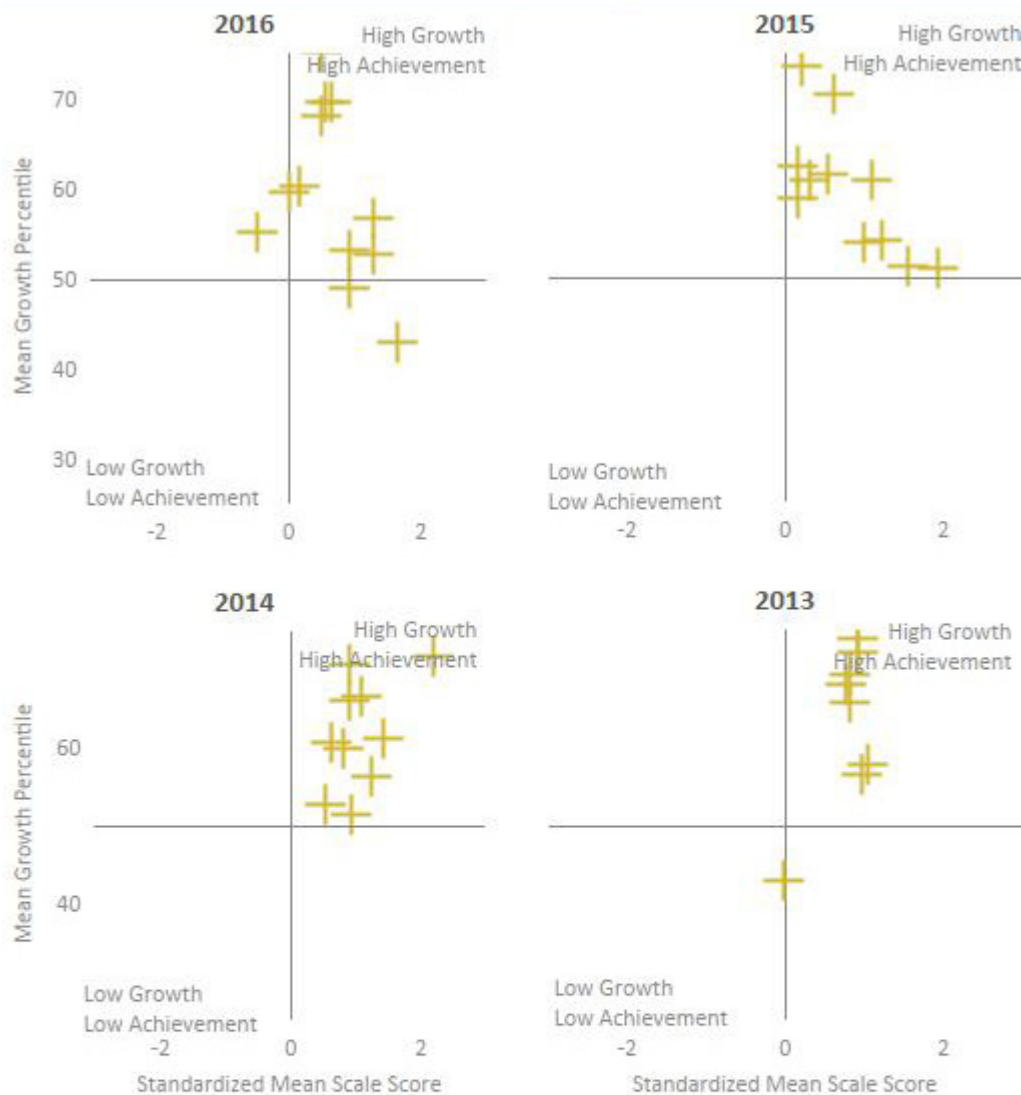 2016
High Growth
High Achievement
70
60
50
40
30
Mean Growth Percentile
Low Growth
Low Achievement
-2
0
2
2015
High Growth
High Achievement
Low Growth
Low Achievement
-2
0
2
2014
High Growth
High Achievement
60
40
Mean Growth Percentile
Low Growth
Low Achievement
-2
0
2
Standardized Mean Scale Score
2013
High Growth
High Achievement
Low Growth
Low Achievement
-2
0
2
Standardized Mean Scale Score